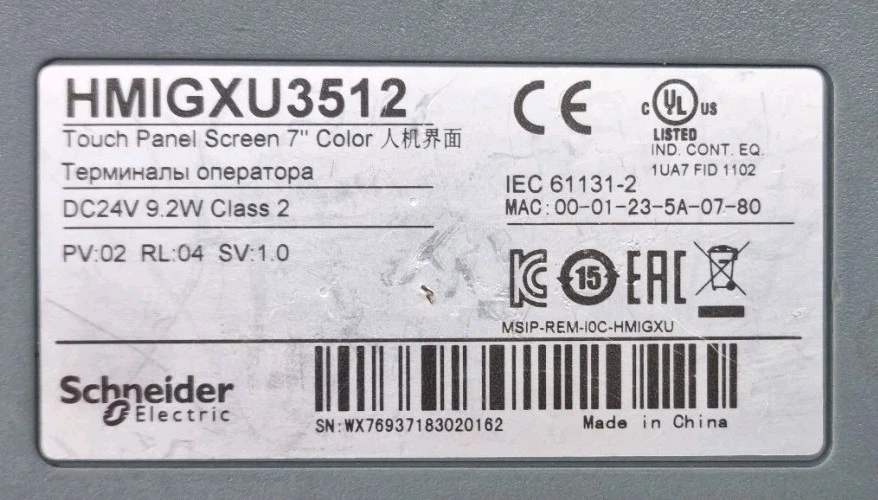 HMIGXU3512
Touch Panel Screen 7" Color 人机界面
Терминалы оператора
DC24V 9.2W Class 2
PV:02 RL:04 SV:1.0
CE
C UL US
LISTED
IND. CONT. EQ.
1UA7 FID 1102
IEC 61131-2
MAC: 00-01-23-5A-07-80
15
EAC
MSIP-REM-i0C-HMIGXU
Schneider
Electric
SN:WX76937183020162
Made in China